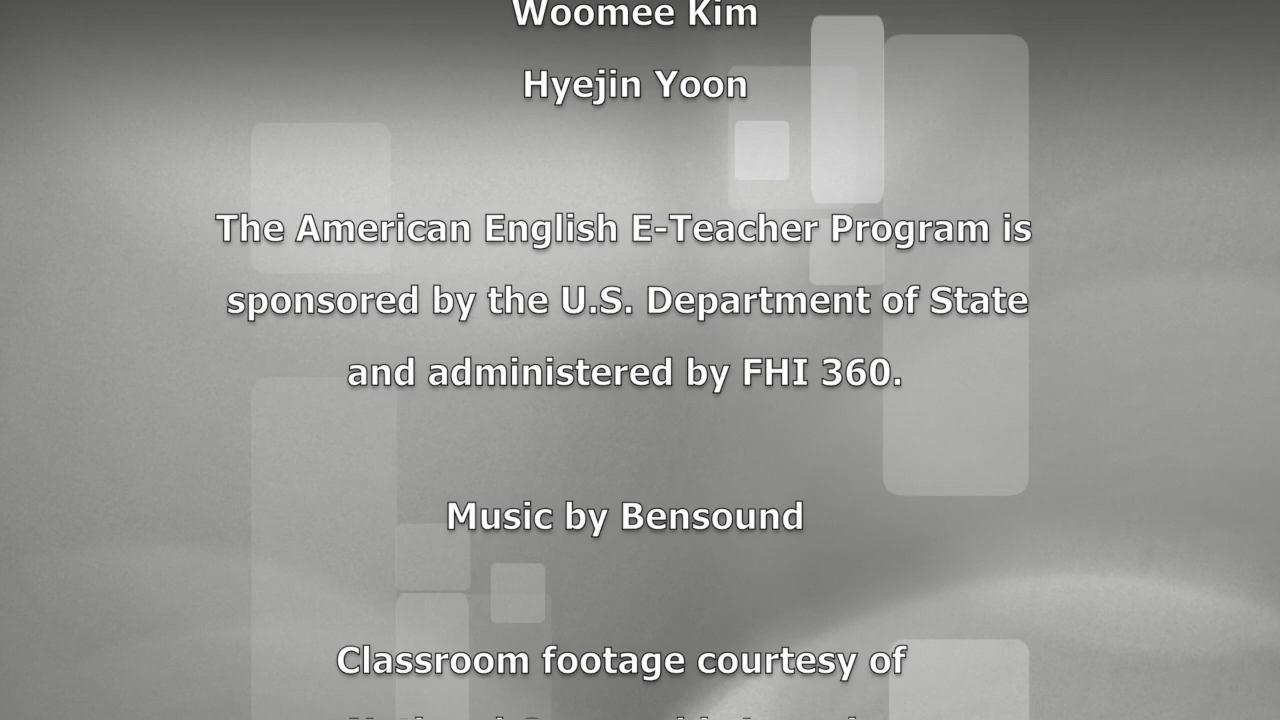 Woomee Kim
Hyejin Yoon
The American English E-Teacher Program is
sponsored by the U.S. Department of State
and administered by FHI 360.
Music by Bensound
Classroom footage courtesy of